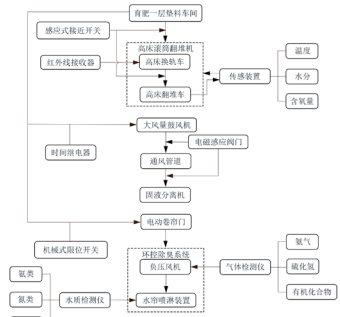 育肥一层垫料车间
感应式接近开关
高床滚筒翻堆机
红外线接收器
高床换轨车
高床翻堆车
传感装置
温度
水分
含氧量
大风量鼓风机
时间继电器
电磁感应阀门
通风管道
固液分离机
电动卷帘门
机械式限位开关
环控除臭系统
负压风机
气体检测仪
氨气
硫化氢
有机化合物
氨类
氮类
水质检测仪
水帘喷淋装置